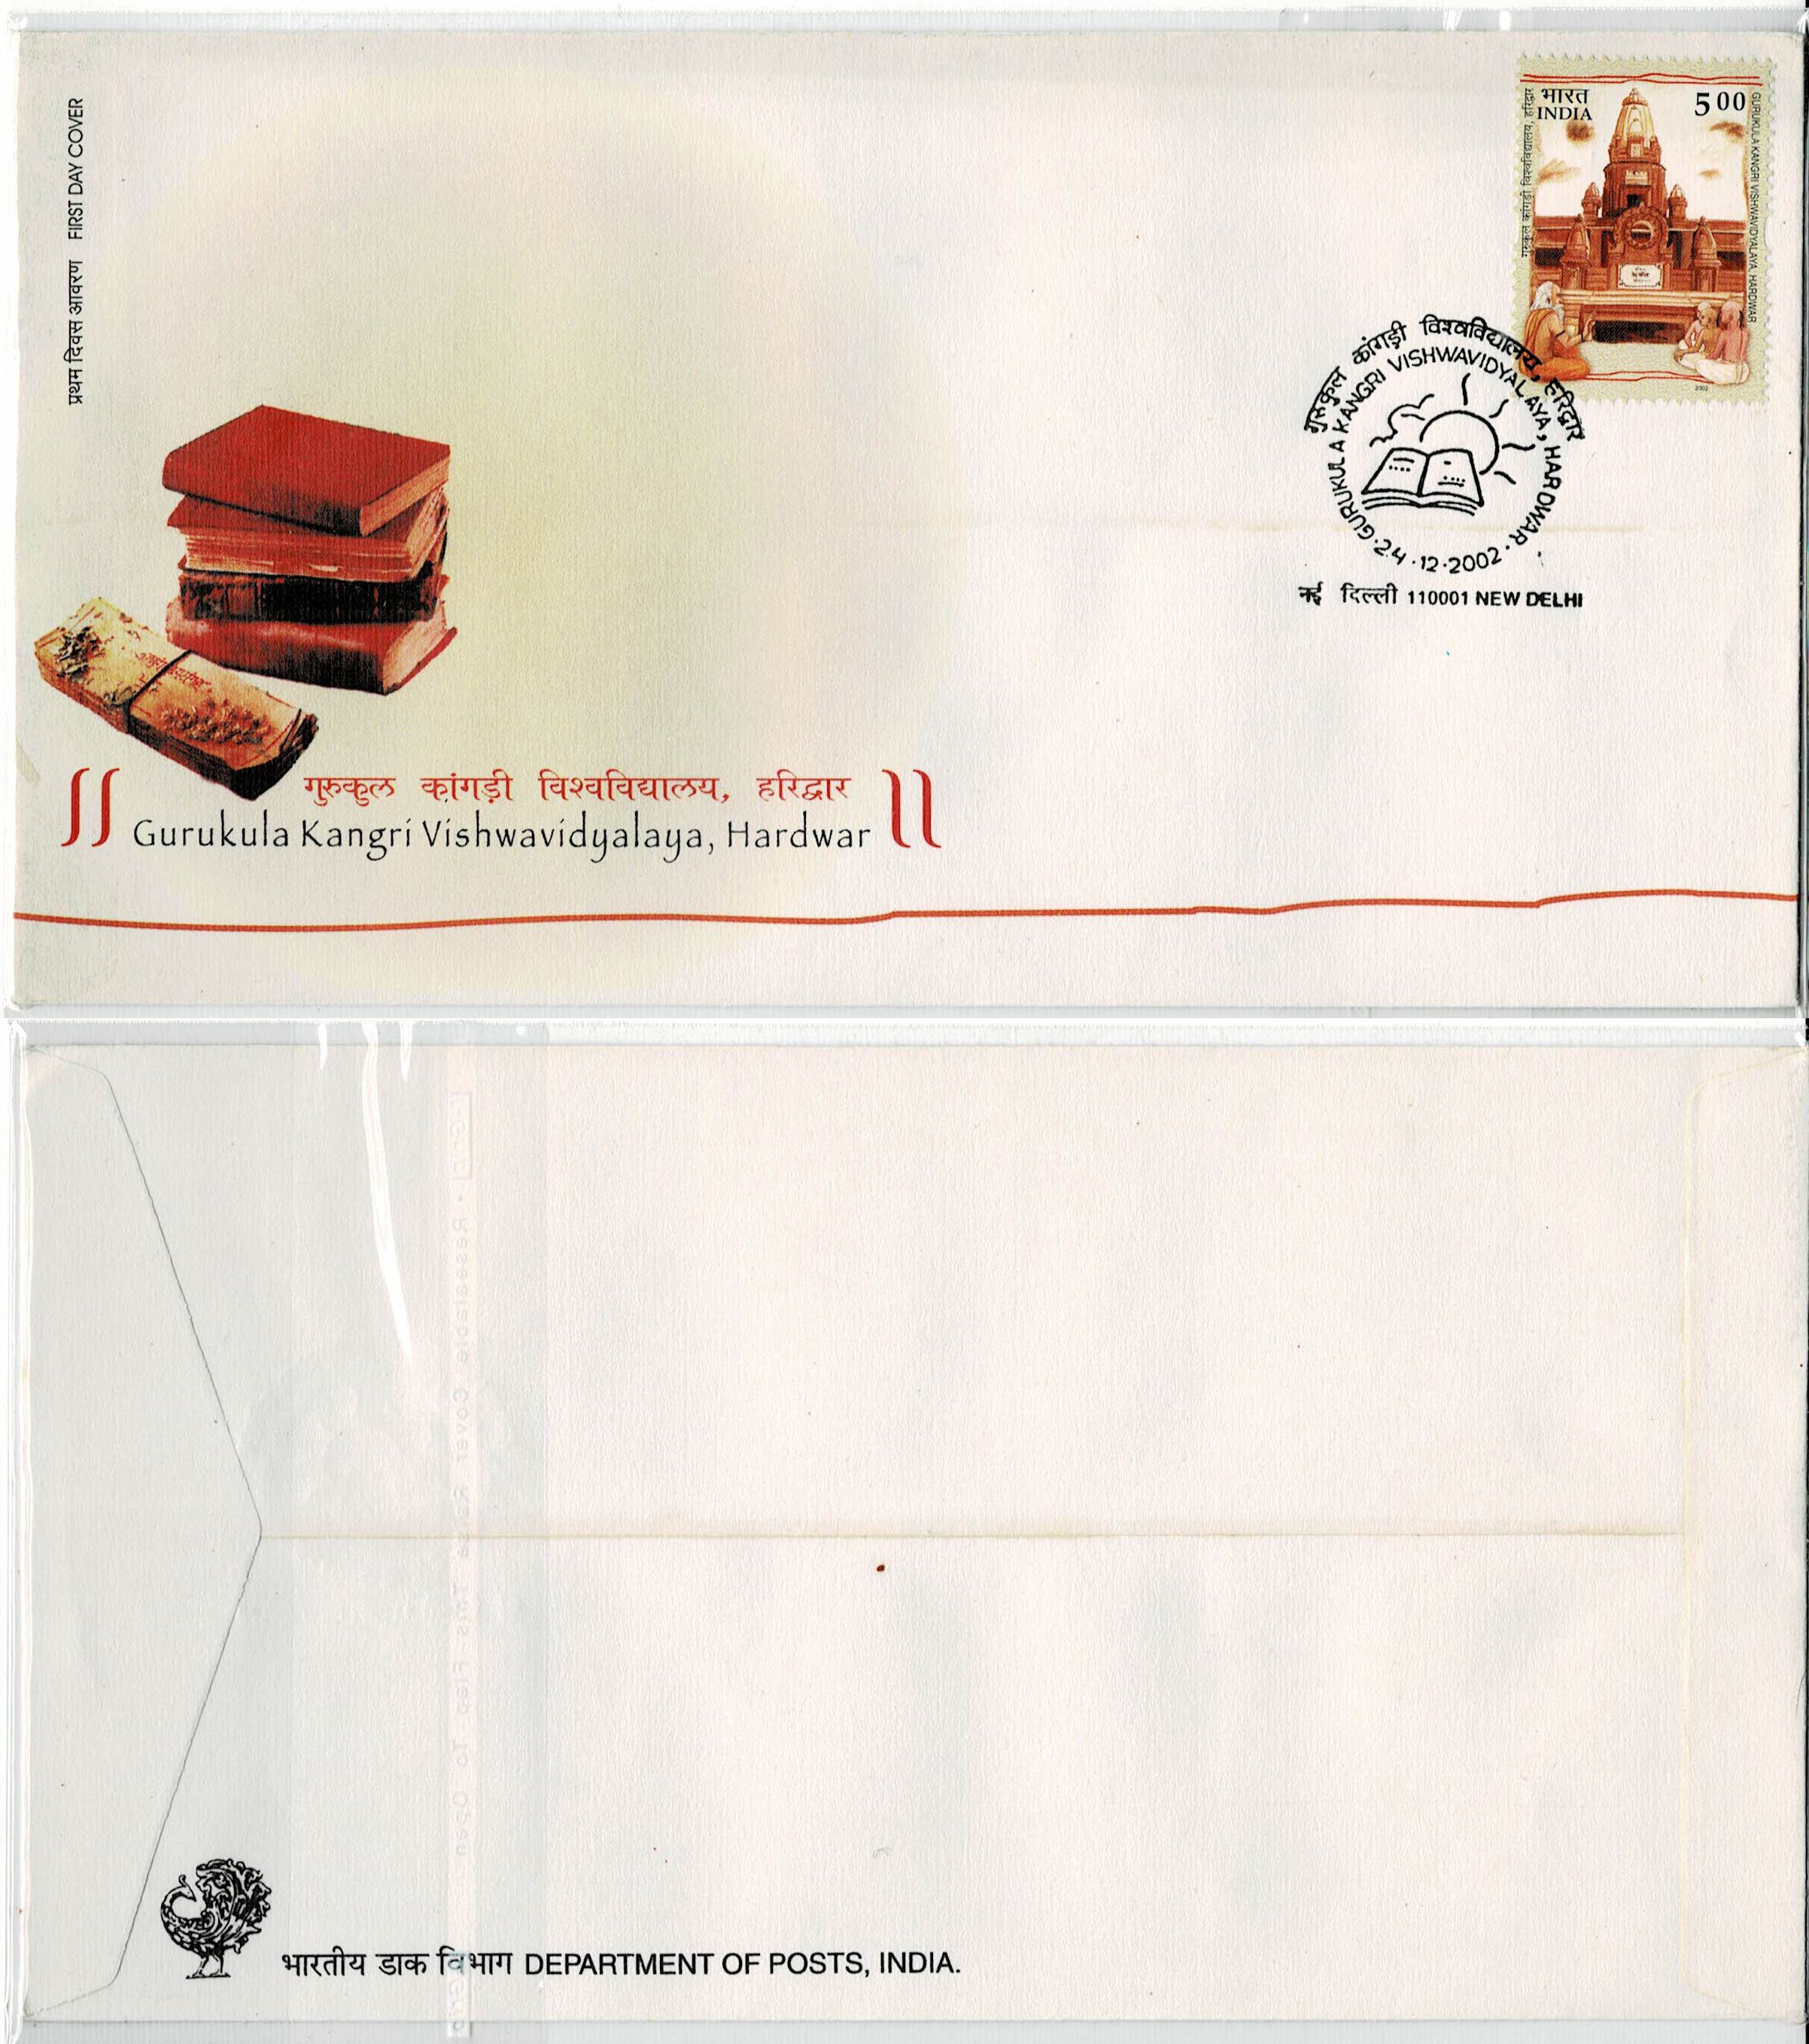 प्रथम दिवस आवरण FIRST DAY COVER
भारत
INDIA
5 00
गुरुकुल कांगड़ी विश्वविद्यालय, हरिद्वार
GURUKULA KANGRI VISHWAVIDYALAYA, HARDWAR
2002
गुरुकुल कांगड़ी विश्वविद्यालय, हरिद्वार
GURUKULA KANGRI VISHWAVIDYALAYA, HARDWAR
24.12.2002
नई दिल्ली 110001 NEW DELHI
गुरुकुल कांगड़ी विश्वविद्यालय, हरिद्वार
Gurukula Kangri Vishwavidyalaya, Hardwar
Resealable Cover Raise This Flap To Open
भारतीय डाक विभाग DEPARTMENT OF POSTS, INDIA.